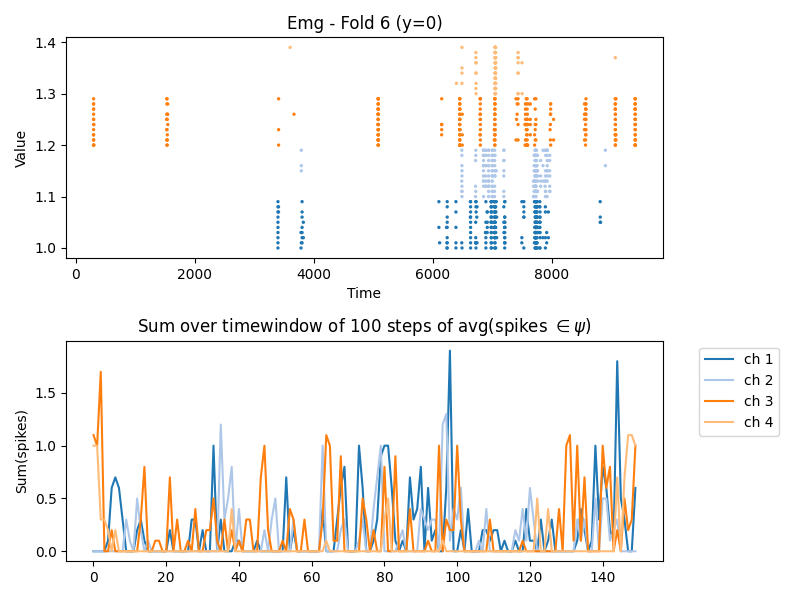 Emg - Fold 6 (y=0)
Value
1.4
1.3
1.2
1.1
1.0
0 2000 4000 6000 8000
Time
Sum over timewindow of 100 steps of avg(spikes ∈ ψ)
Sum(spikes)
1.5
1.0
0.5
0.0
0 20 40 60 80 100 120 140
ch 1
ch 2
ch 3
ch 4